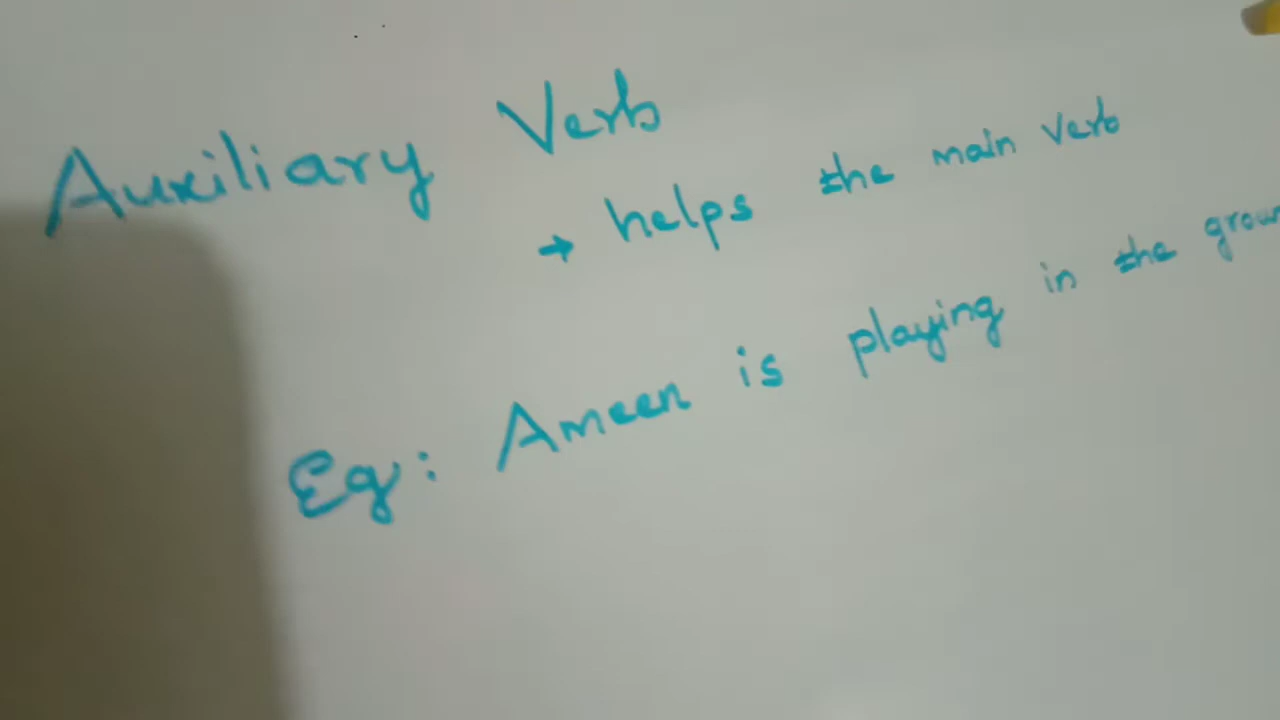 Auxiliary Verb
→ helps the main verb
Eg: Ameen is playing in the